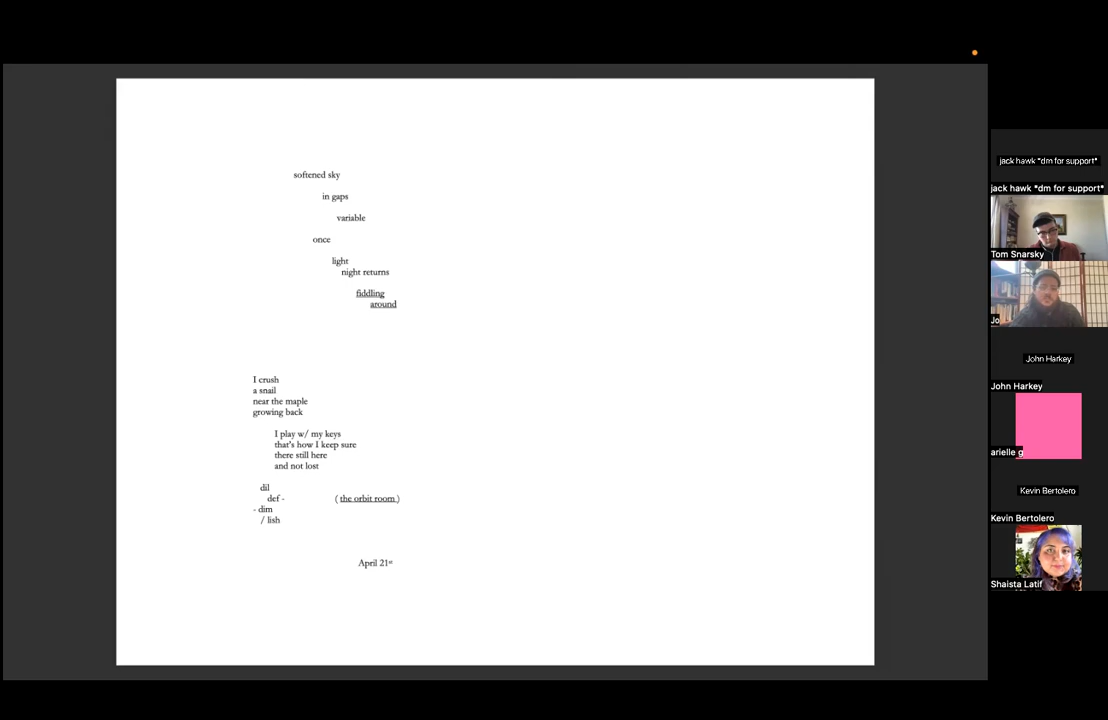 softened sky
in gaps
variable
once
light
night returns
fiddling
around
I crush
a snail
near the maple
growing back
I play w/ my keys
that's how I keep sure
there still here
and not lost
dil
def - ( the orbit room )
- dim
/ lish
April 21st
jack hawk *dm for support*
jack hawk *dm for support*
Tom Snarsky
Jo
John Harkey
John Harkey
arielle g
Kevin Bertolero
Kevin Bertolero
Shaista Latif